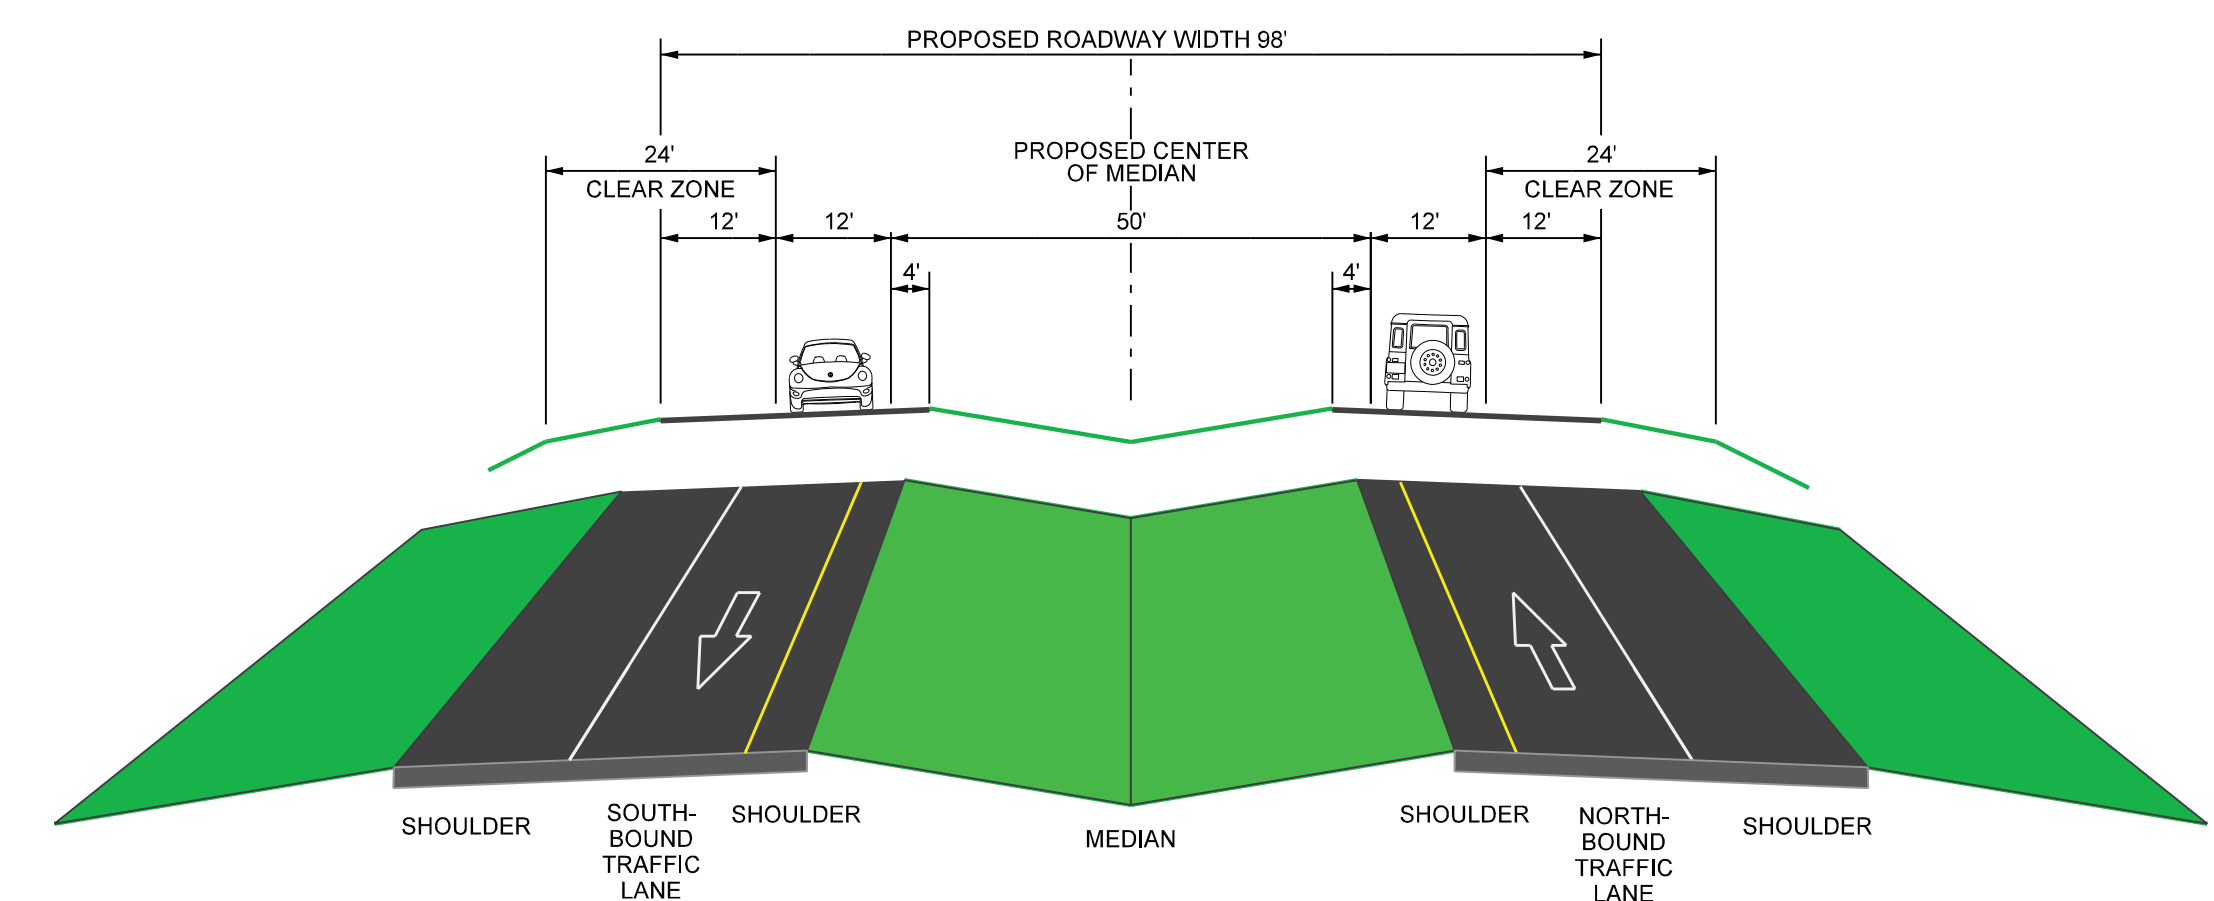 PROPOSED ROADWAY WIDTH 98'
PROPOSED CENTER
OF MEDIAN
24'
CLEAR ZONE
24'
CLEAR ZONE
12'
12'
50'
12'
12'
4'
4'
SHOULDER
SOUTH-
BOUND
TRAFFIC
LANE
SHOULDER
MEDIAN
SHOULDER
NORTH-
BOUND
TRAFFIC
LANE
SHOULDER